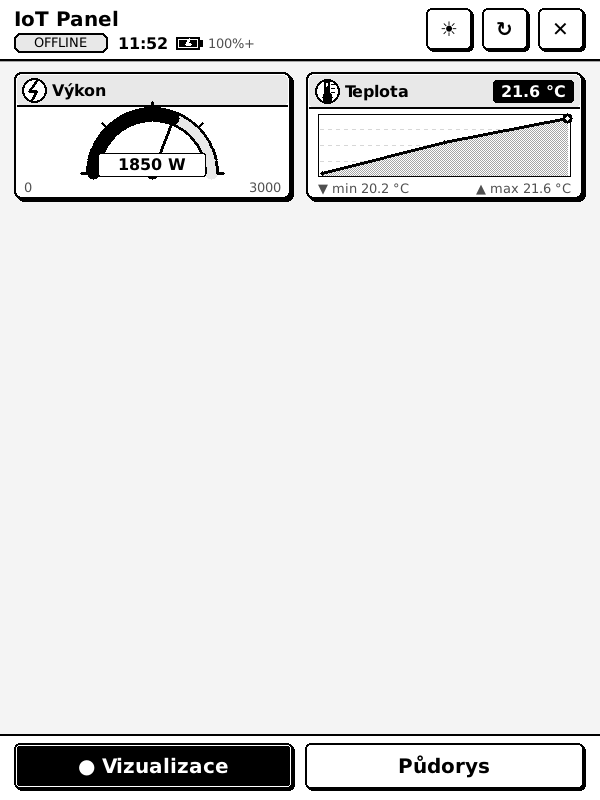 IoT Panel
OFFLINE 11:52 100%+
☀ ↻ ✕
Výkon
1850 W
0 3000
Teplota 21.6 °C
▼ min 20.2 °C ▲ max 21.6 °C
● Vizualizace
Půdorys